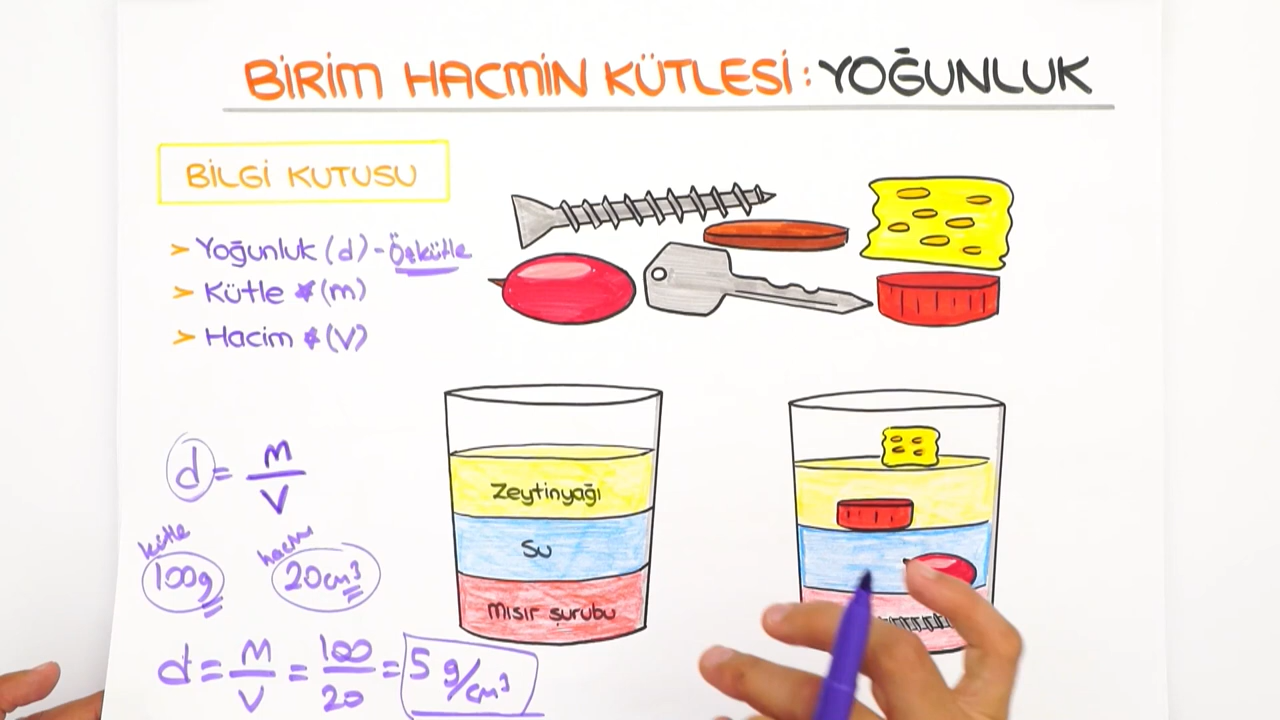 BİRİM HACMİN KÜTLESİ: YOĞUNLUK
BİLGİ KUTUSU
➤ Yoğunluk (d) - Özkütle
➤ Kütle (m)
➤ Hacim (V)
d = m/V
kütle
100g
hacim
20cm³
d = m/V = 100/20 = 5 g/cm³
Zeytinyağı
Su
Mısır şurubu